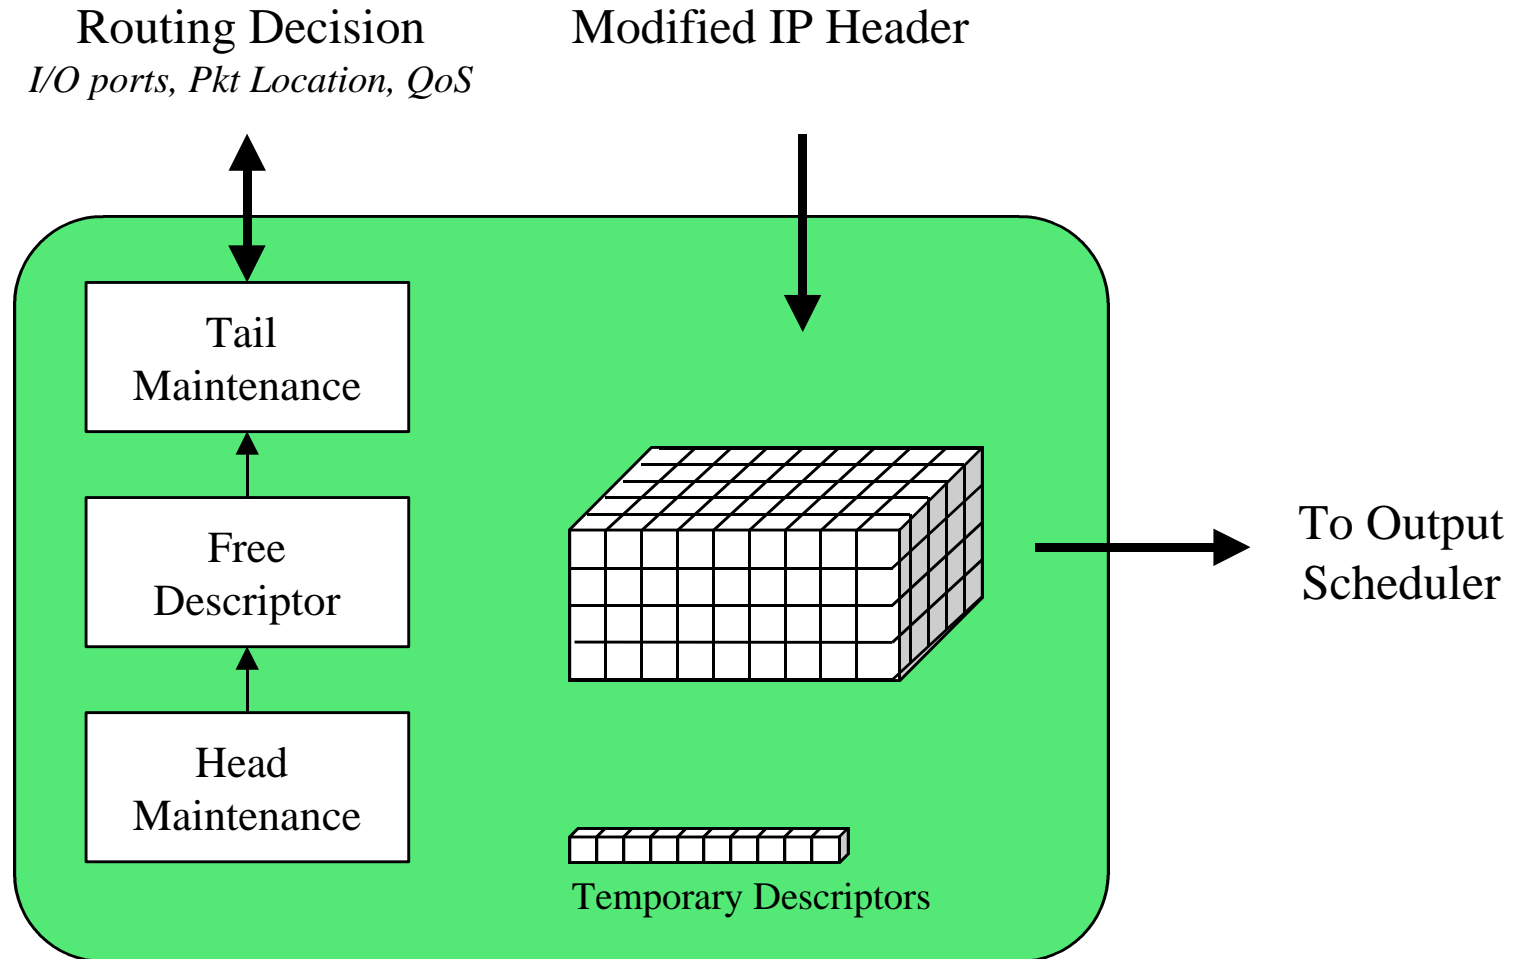 Routing Decision
I/O ports, Pkt Location, QoS
Modified IP Header
Tail
Maintenance
Free
Descriptor
Head
Maintenance
Temporary Descriptors
To Output
Scheduler